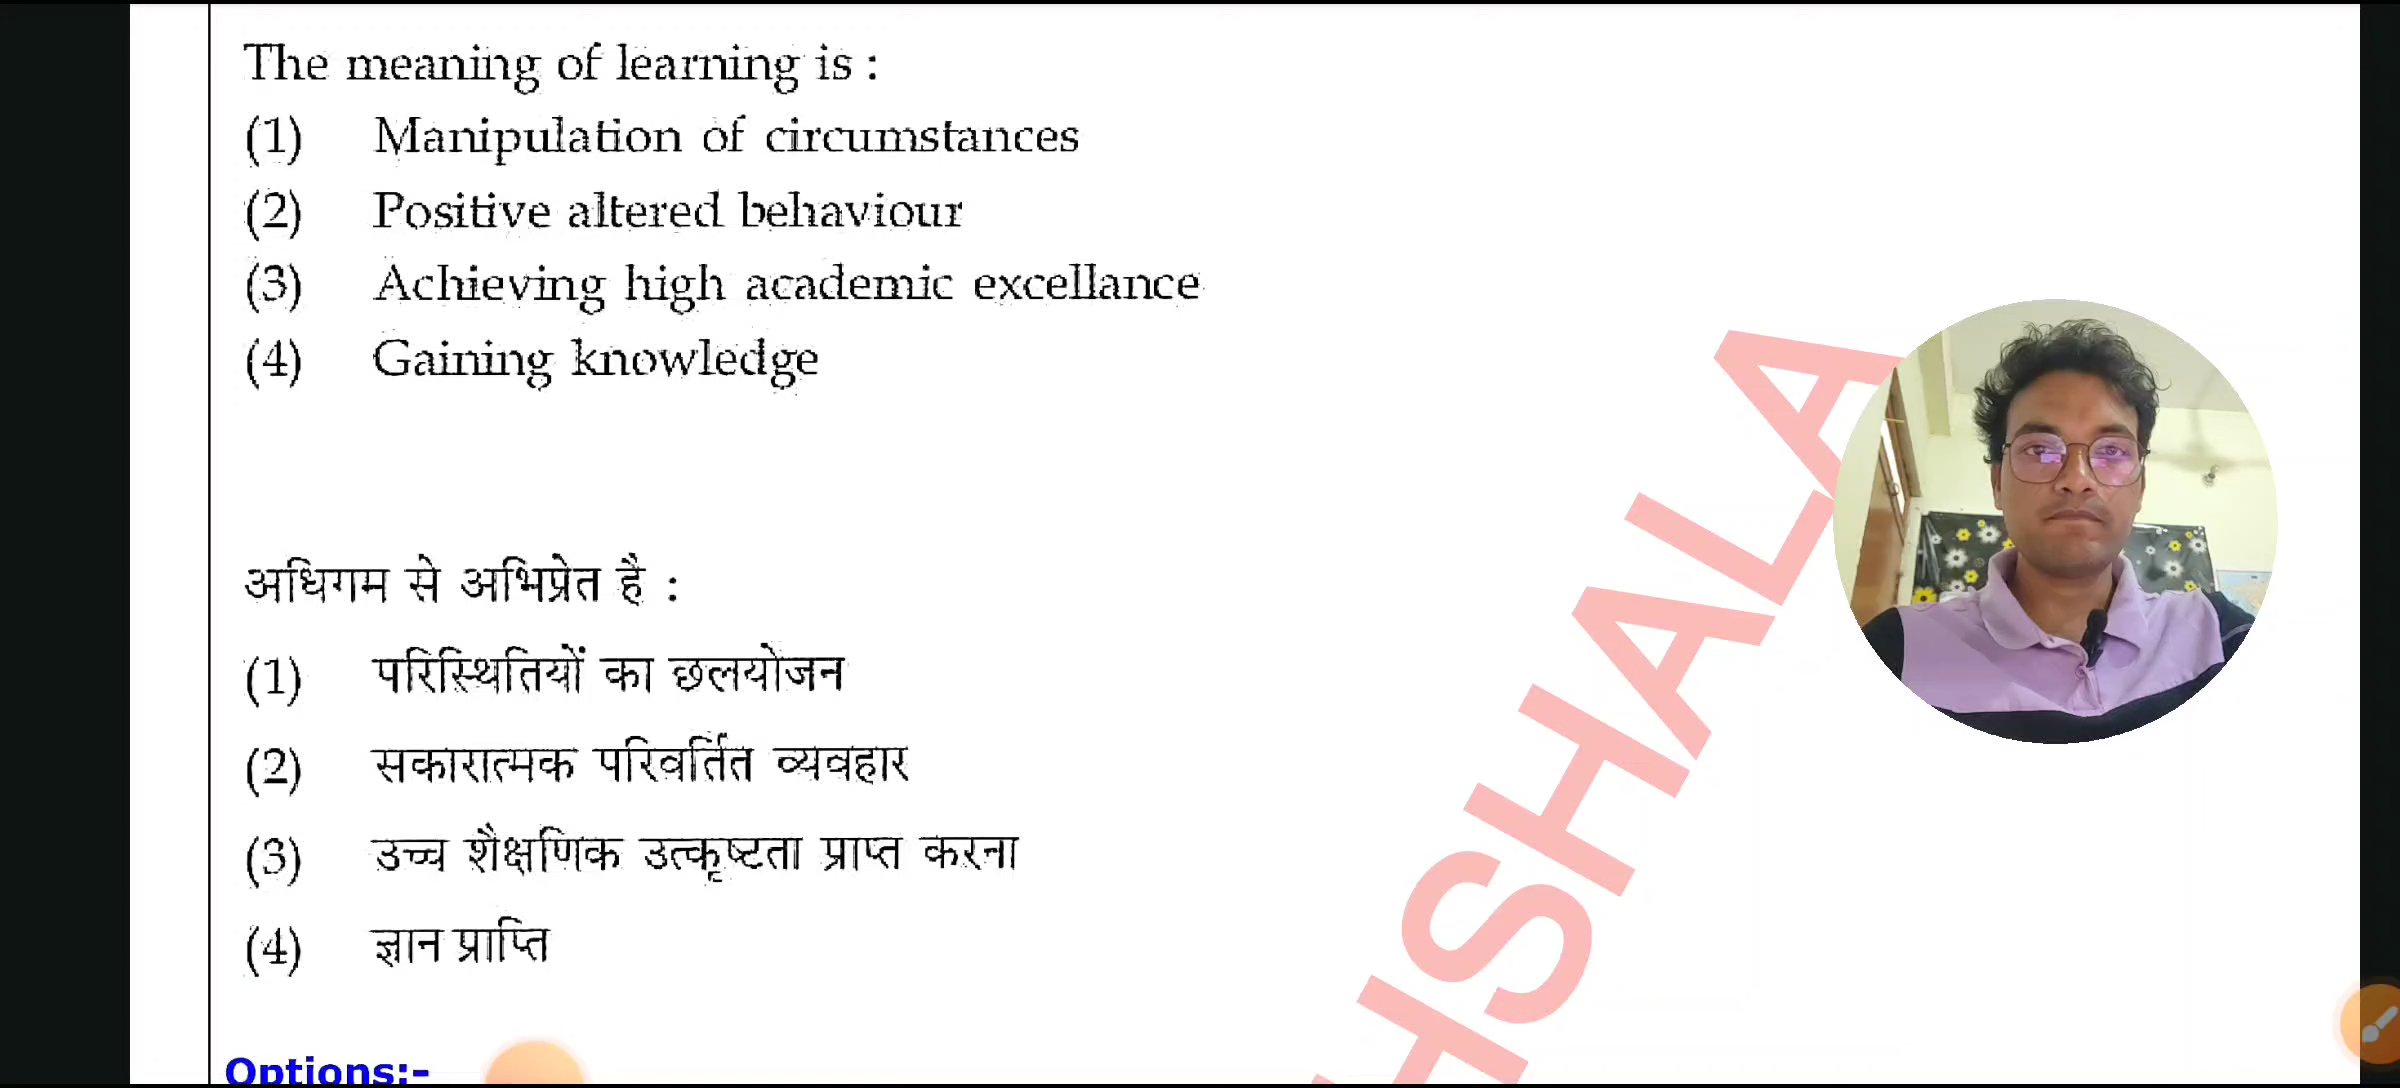 The meaning of learning is :
(1) Manipulation of circumstances
(2) Positive altered behaviour
(3) Achieving high academic excellance
(4) Gaining knowledge
अधिगम से अभिप्रेत है :
(1) परिस्थितियों का छलयोजन
(2) सकारात्मक परिवर्तित व्यवहार
(3) उच्च शैक्षणिक उत्कृष्टता प्राप्त करना
(4) ज्ञान प्राप्ति
Options:-
HSHALA